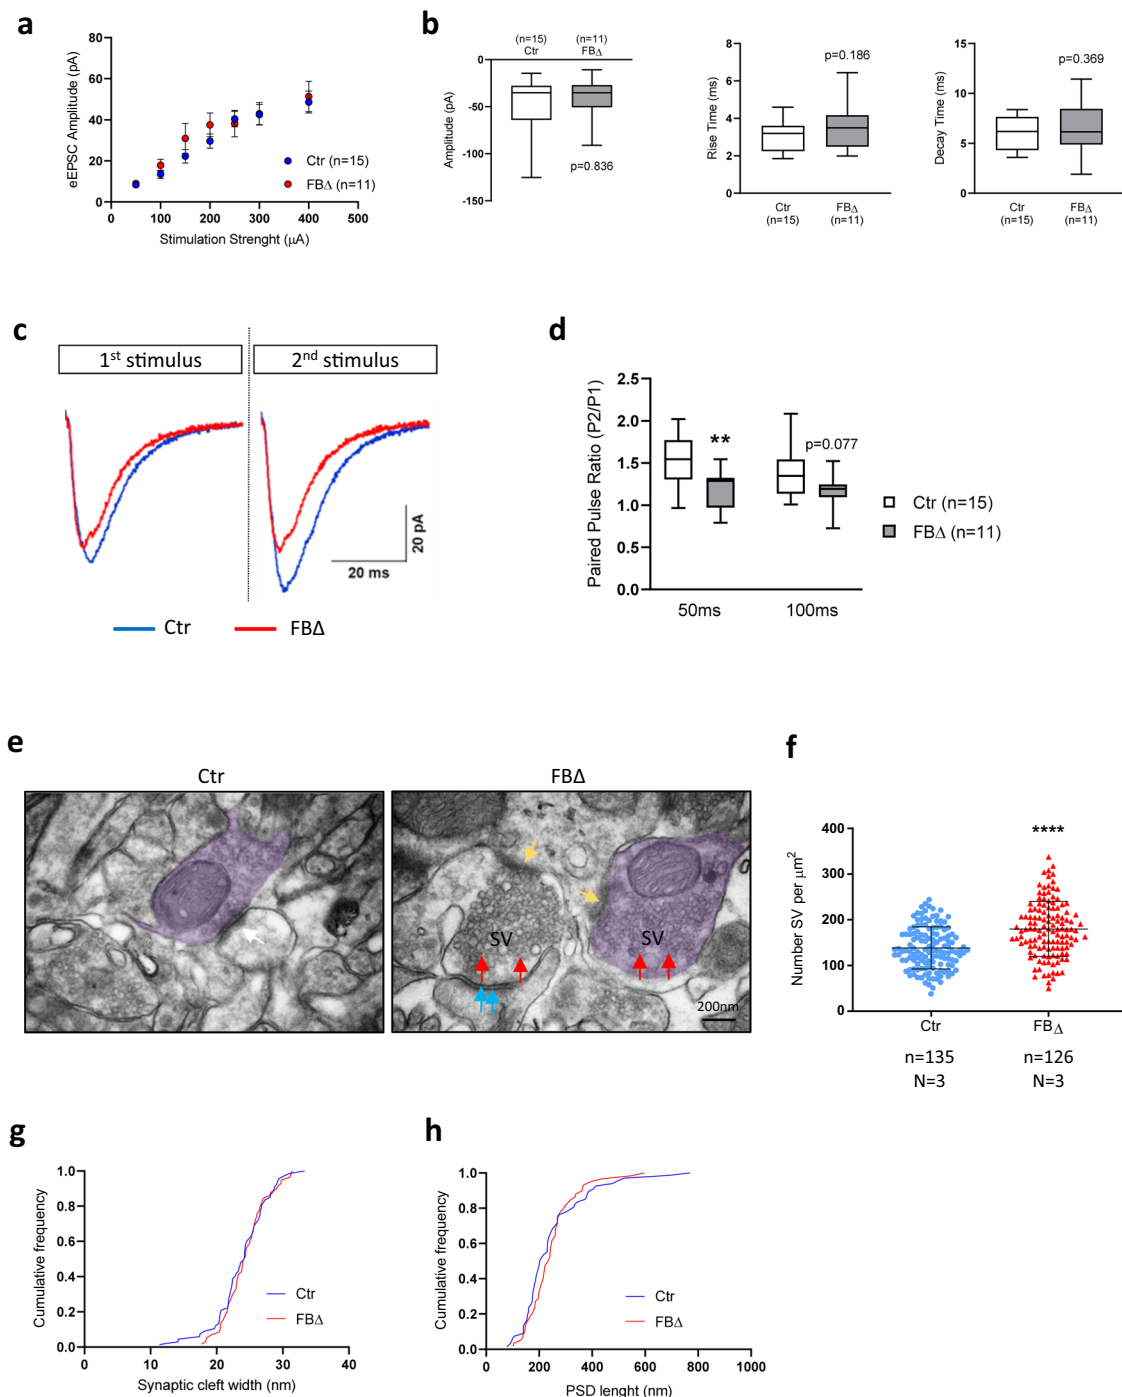 a
eEPSC Amplitude (pA)
80
60
40
20
0
0 100 200 300 400 500
Stimulation Strenght (μA)
Ctr (n=15)
FBΔ (n=11)
b
(n=15) (n=11)
Ctr FBΔ
Amplitude (pA)
0
-50
-100
-150
p=0.836
Rise Time (ms)
8
6
4
2
0
p=0.186
Ctr FBΔ
(n=15) (n=11)
Decay Time (ms)
15
10
5
0
p=0.369
Ctr FBΔ
(n=15) (n=11)
c
1st stimulus
2nd stimulus
20 pA
20 ms
Ctr FBΔ
d
Paired Pulse Ratio (P2/P1)
2.5
2.0
1.5
1.0
0.5
0.0
**
p=0.077
50ms 100ms
Ctr (n=15)
FBΔ (n=11)
e
Ctr FBΔ
SV SV
200nm
f
Number SV per μm2
400
300
200
100
0
****
Ctr FBΔ
n=135 n=126
N=3 N=3
g
Cumulative frequency
1.0
0.8
0.6
0.4
0.2
0.0
0 10 20 30 40
Synaptic cleft width (nm)
Ctr
FBΔ
h
Cumulative frequency
1.0
0.8
0.6
0.4
0.2
0.0
0 200 400 600 800 1000
PSD lenght (nm)
Ctr
FBΔ